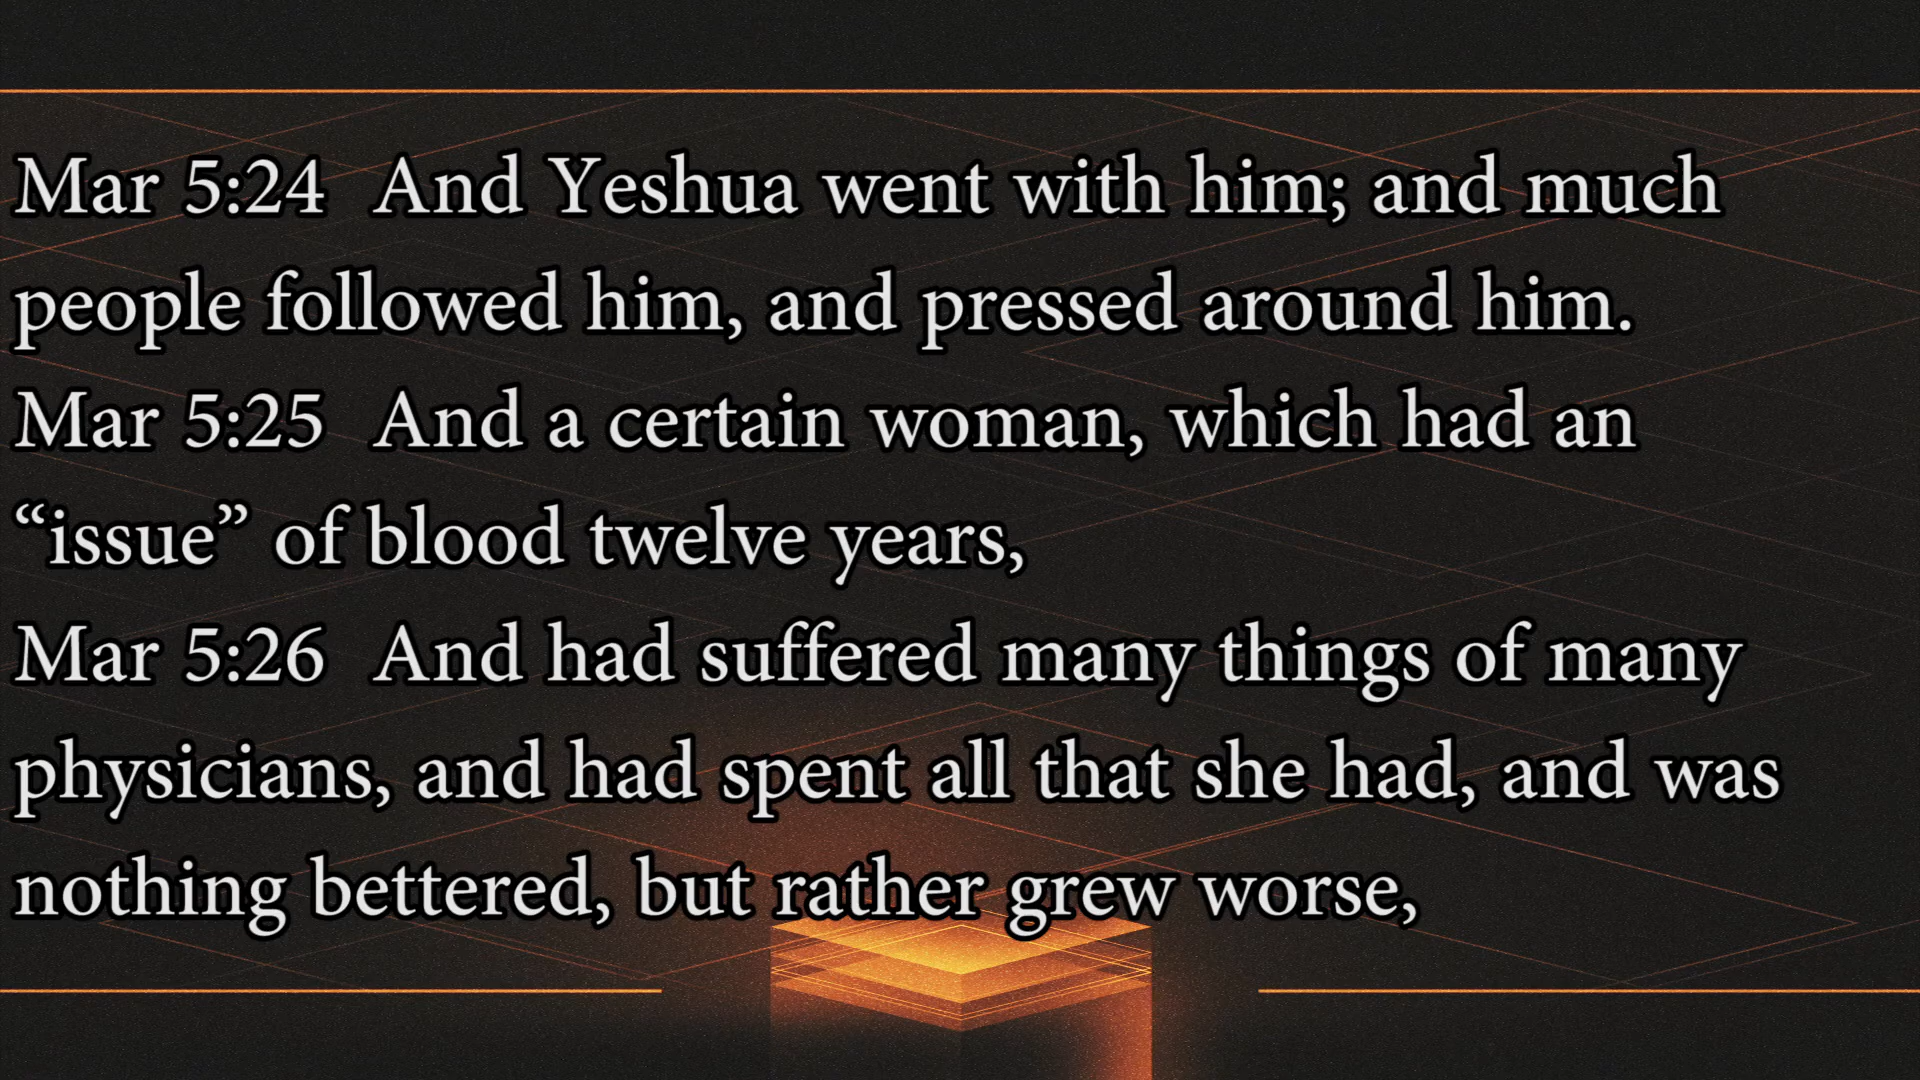 Mar 5:24  And Yeshua went with him; and much
people followed him, and pressed around him.
Mar 5:25  And a certain woman, which had an
“issue” of blood twelve years,
Mar 5:26  And had suffered many things of many
physicians, and had spent all that she had, and was
nothing bettered, but rather grew worse,